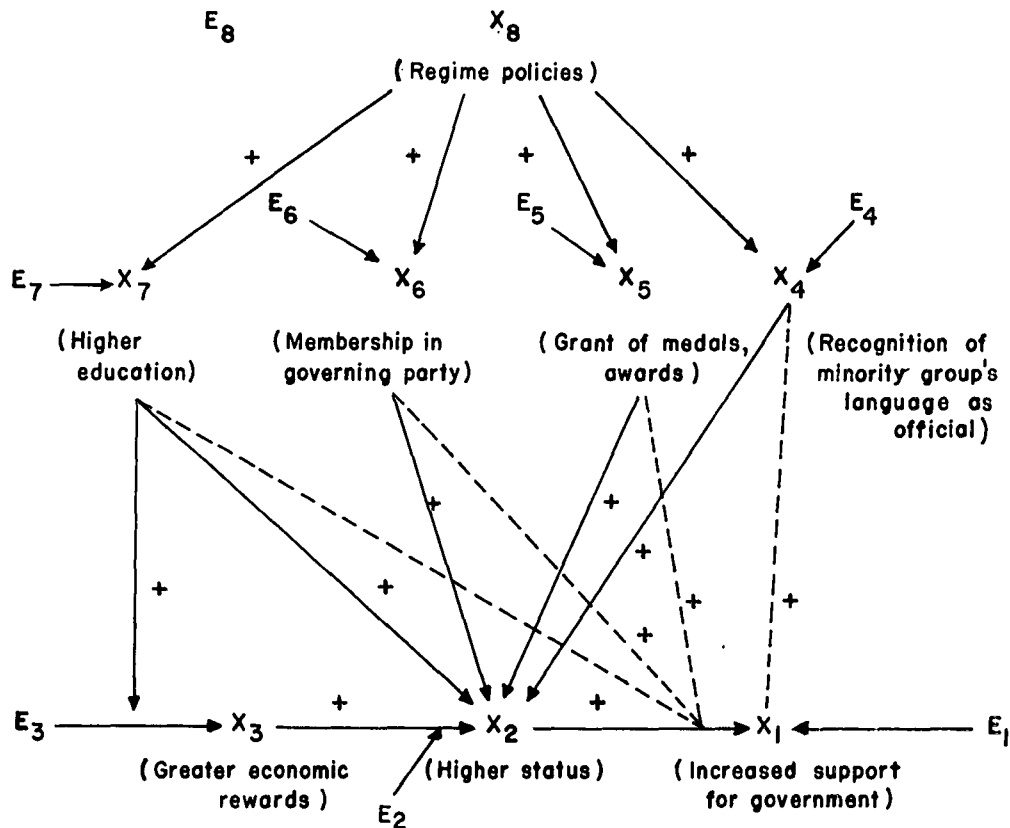 E8 X8
(Regime policies)
+ + + +
E6 E5 E4
E7 X7 X6 X5 X4
(Higher education) (Membership in governing party) (Grant of medals, awards) (Recognition of minority group's language as official)
+ +
+
+ + + +
+
E3 X3 + X2 + X1 E1
(Greater economic rewards) (Higher status) (Increased support for government)
E2